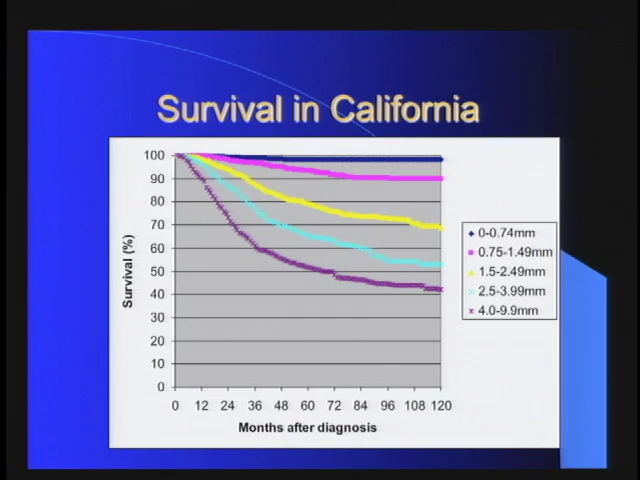 Survival in California
100
90
80
70
60
50
40
30
20
10
0
Survival (%)
0 12 24 36 48 60 72 84 96 108 120
Months after diagnosis
0-0.74mm
0.75-1.49mm
1.5-2.49mm
2.5-3.99mm
4.0-9.9mm